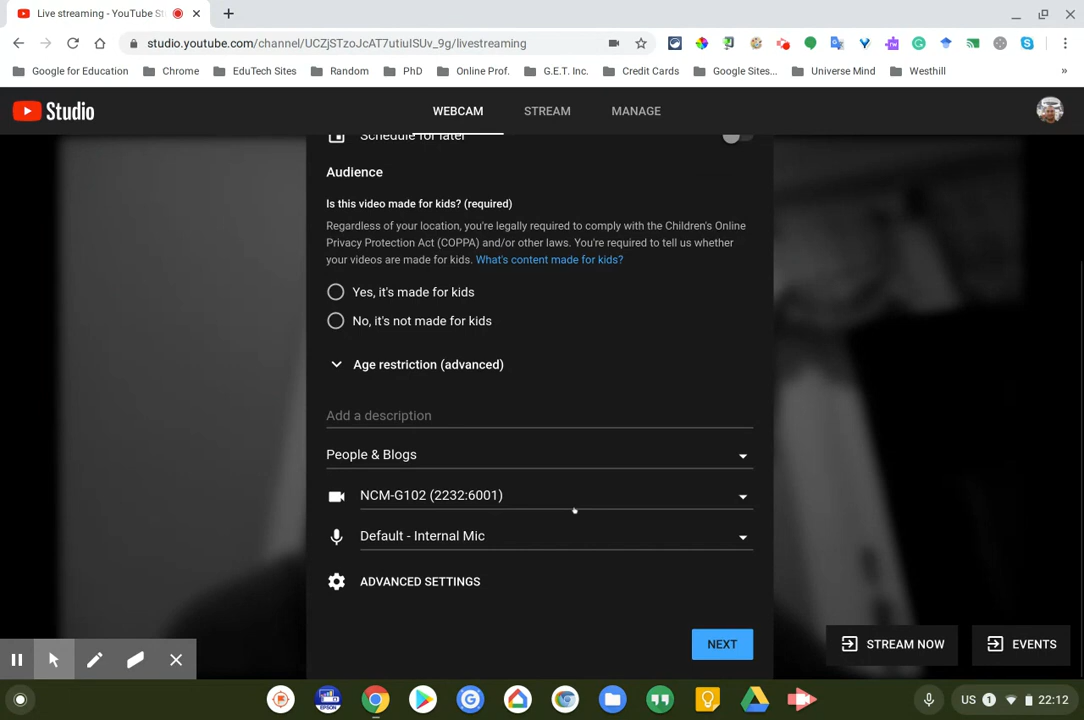 Live streaming - YouTube St
studio.youtube.com/channel/UCZjSTzoJcAT7utiuISUv_9g/livestreaming
Google for Education Chrome EduTech Sites Random PhD Online Prof. G.E.T. Inc. Credit Cards Google Sites... Universe Mind Westhill »
Studio WEBCAM STREAM MANAGE
Schedule for later
Audience
Is this video made for kids? (required)
Regardless of your location, you're legally required to comply with the Children's Online
Privacy Protection Act (COPPA) and/or other laws. You're required to tell us whether
your videos are made for kids. What's content made for kids?
Yes, it's made for kids
No, it's not made for kids
Age restriction (advanced)
Add a description
People & Blogs
NCM-G102 (2232:6001)
Default - Internal Mic
ADVANCED SETTINGS
NEXT STREAM NOW EVENTS
EPSON US 1 22:12